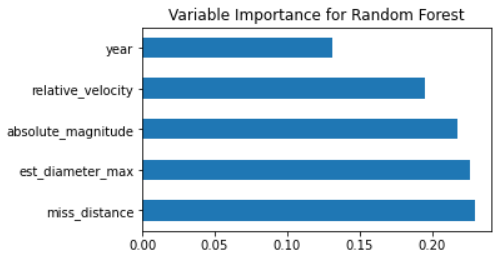 Variable Importance for Random Forest
year
relative_velocity
absolute_magnitude
est_diameter_max
miss_distance
0.00 0.05 0.10 0.15 0.20